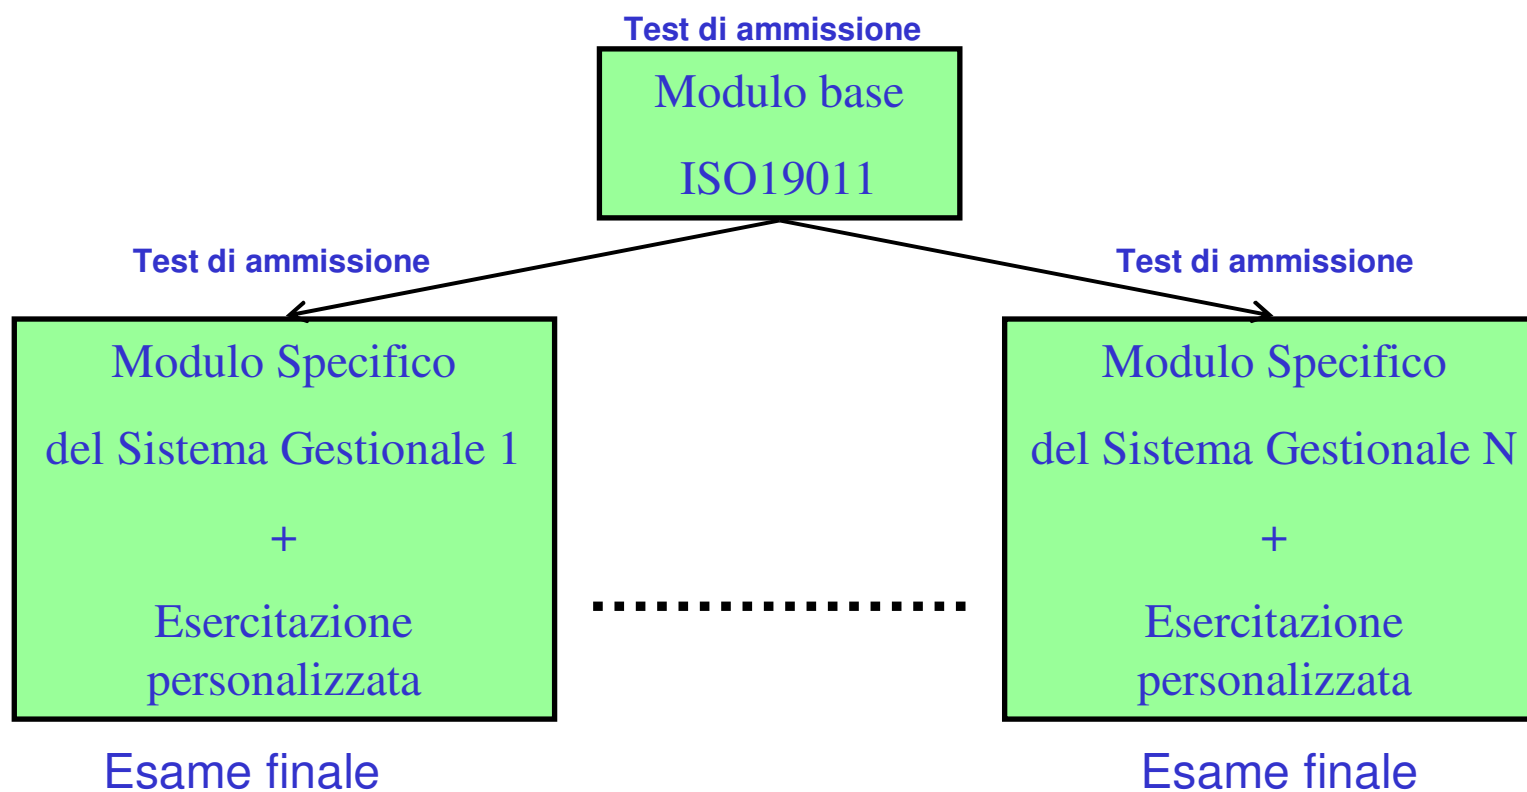 Test di ammissione
Modulo base
ISO19011
Test di ammissione
Test di ammissione
Modulo Specifico
del Sistema Gestionale 1
+
Esercitazione
personalizzata
Modulo Specifico
del Sistema Gestionale N
+
Esercitazione
personalizzata
Esame finale
Esame finale